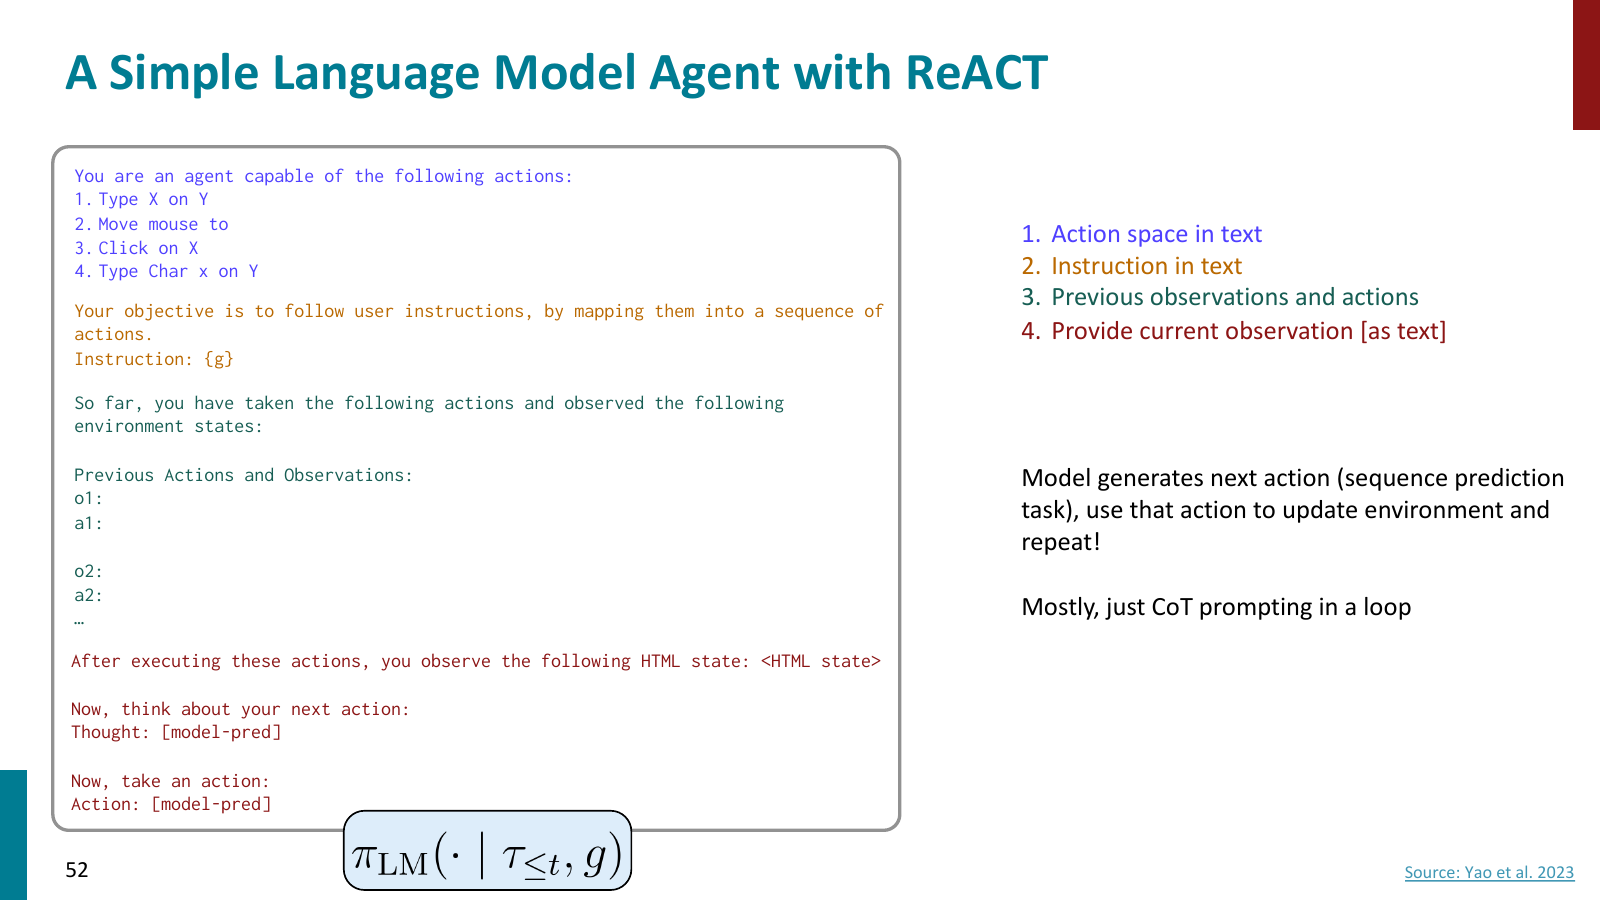 A Simple Language Model Agent with ReACT
You are an agent capable of the following actions:
1. Type X on Y
2. Move mouse to
3. Click on X
4. Type Char x on Y
Your objective is to follow user instructions, by mapping them into a sequence of
actions.
Instruction: {g}
So far, you have taken the following actions and observed the following
environment states:
Previous Actions and Observations:
o1:
a1:
o2:
a2:
…
After executing these actions, you observe the following HTML state: <HTML state>
Now, think about your next action:
Thought: [model-pred]
Now, take an action:
Action: [model-pred]
π_LM(· | τ_≤t, g)
1. Action space in text
2. Instruction in text
3. Previous observations and actions
4. Provide current observation [as text]
Model generates next action (sequence prediction
task), use that action to update environment and
repeat!
Mostly, just CoT prompting in a loop
52
Source: Yao et al. 2023